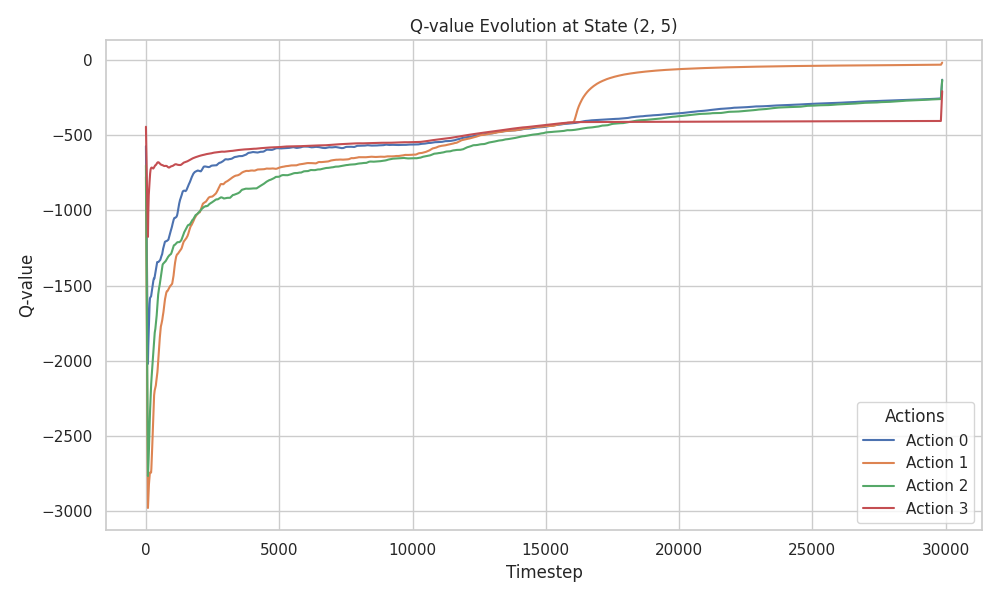 Q-value Evolution at State (2, 5)
Q-value
0
−500
−1000
−1500
−2000
−2500
−3000
0
5000
10000
15000
20000
25000
30000
Timestep
Actions
Action 0
Action 1
Action 2
Action 3